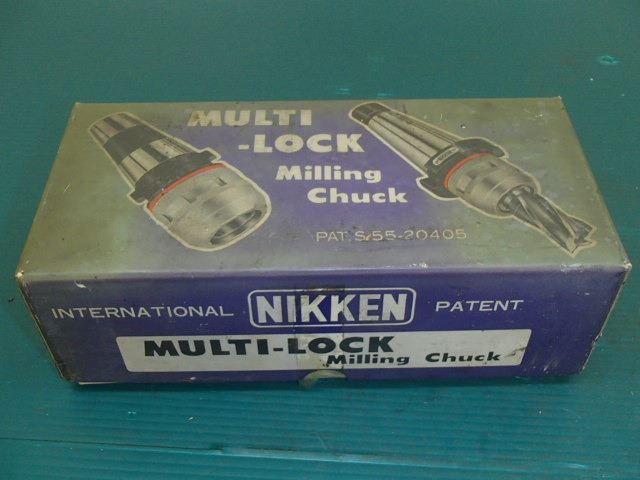 MULTI
-LOCK
Milling
Chuck
PAT. S-55-20405
INTERNATIONAL NIKKEN PATENT
MULTI-LOCK
Milling Chuck